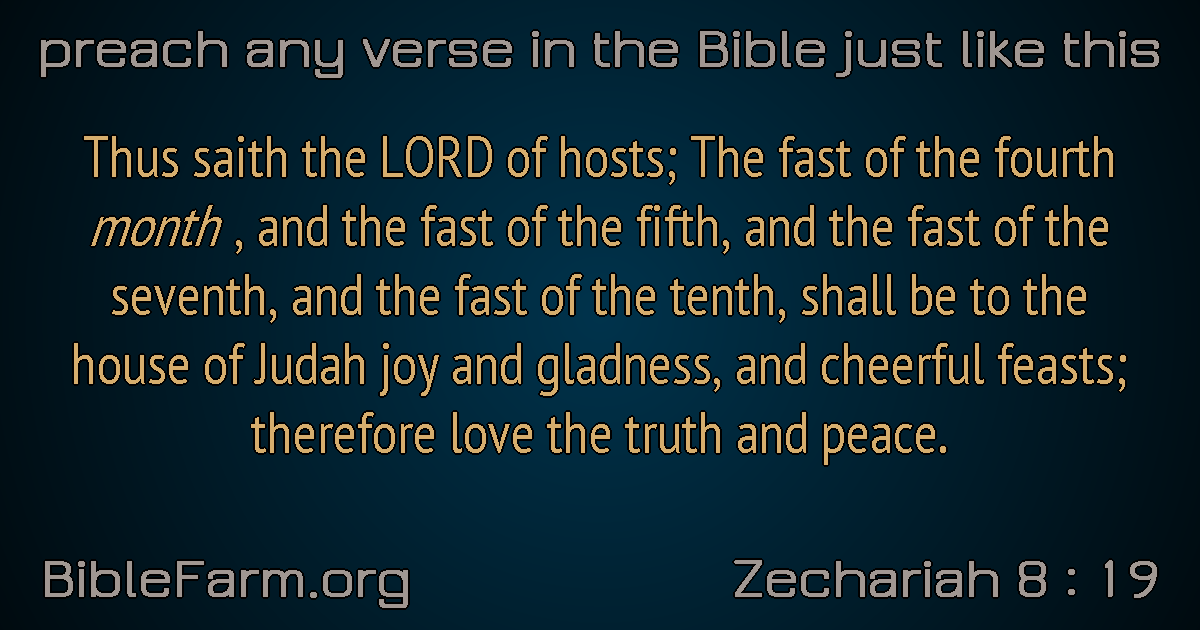 preach any verse in the Bible just like this
Thus saith the LORD of hosts; The fast of the fourth
month , and the fast of the fifth, and the fast of the
seventh, and the fast of the tenth, shall be to the
house of Judah joy and gladness, and cheerful feasts;
therefore love the truth and peace.
BibleFarm.org
Zechariah 8 : 19